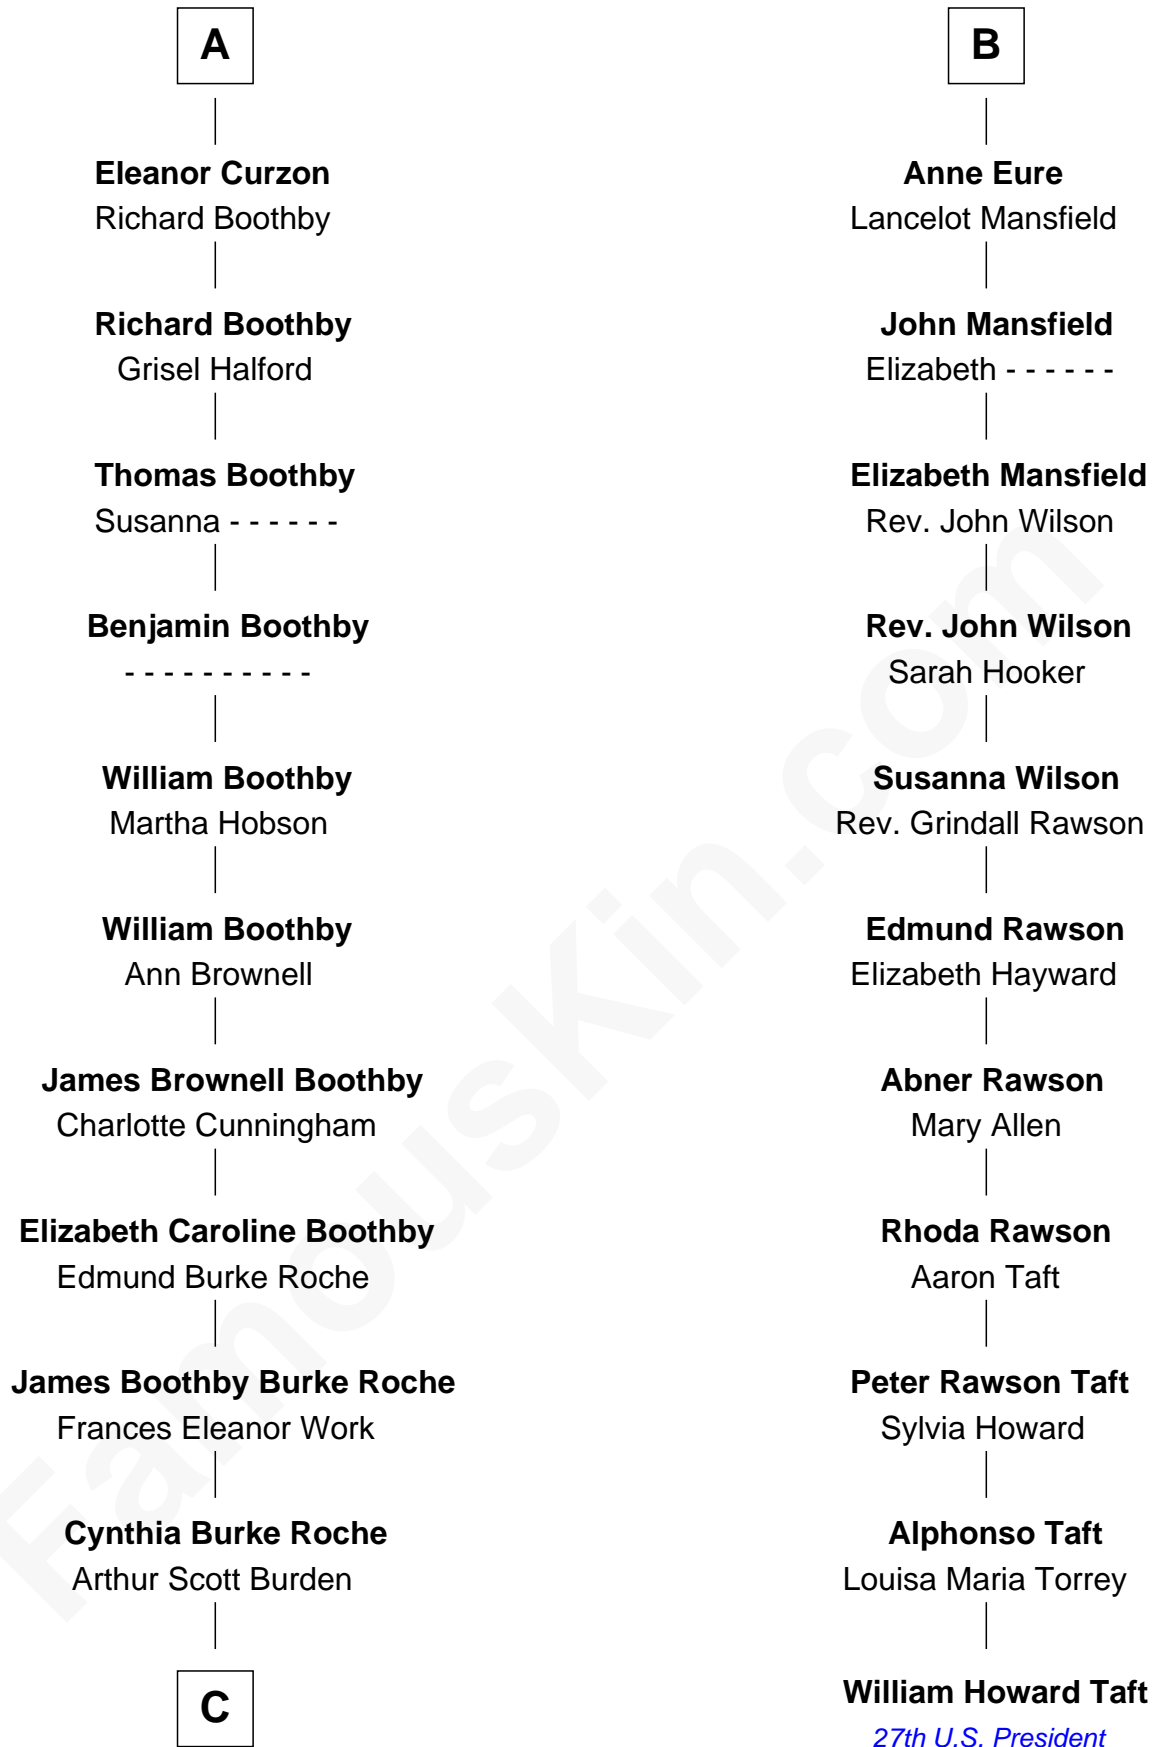 A
Eleanor Curzon
Richard Boothby
Richard Boothby
Grisel Halford
Thomas Boothby
Susanna - - - - - -
Benjamin Boothby
- - - - - - - - - -
William Boothby
Martha Hobson
William Boothby
Ann Brownell
James Brownell Boothby
Charlotte Cunningham
Elizabeth Caroline Boothby
Edmund Burke Roche
James Boothby Burke Roche
Frances Eleanor Work
Cynthia Burke Roche
Arthur Scott Burden
C
B
Anne Eure
Lancelot Mansfield
John Mansfield
Elizabeth - - - - - -
Elizabeth Mansfield
Rev. John Wilson
Rev. John Wilson
Sarah Hooker
Susanna Wilson
Rev. Grindall Rawson
Edmund Rawson
Elizabeth Hayward
Abner Rawson
Mary Allen
Rhoda Rawson
Aaron Taft
Peter Rawson Taft
Sylvia Howard
Alphonso Taft
Louisa Maria Torrey
William Howard Taft
27th U.S. President
FamousKin.com